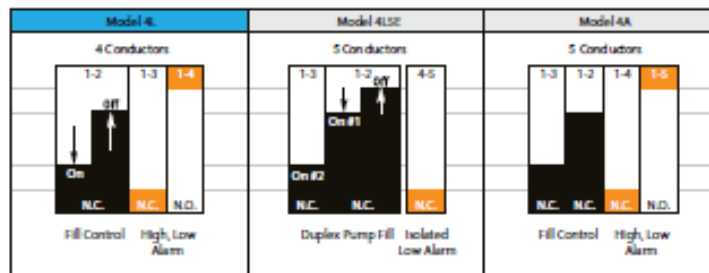 Model 4L
Model 4LSE
Model 4A
4 Conductors
5 Conductors
5 Conductors
1-2 1-3 1-4
1-3 1-2 4-5
1-3 1-2 1-4 1-5
Off
Off
On #1
On
On #2
N.C. N.C. N.O.
N.C. N.C. N.C.
N.C. N.C. N.C. N.O.
Fill Control High, Low
Alarm
Duplex Pump Fill Isolated
Low Alarm
Fill Control High, Low
Alarm